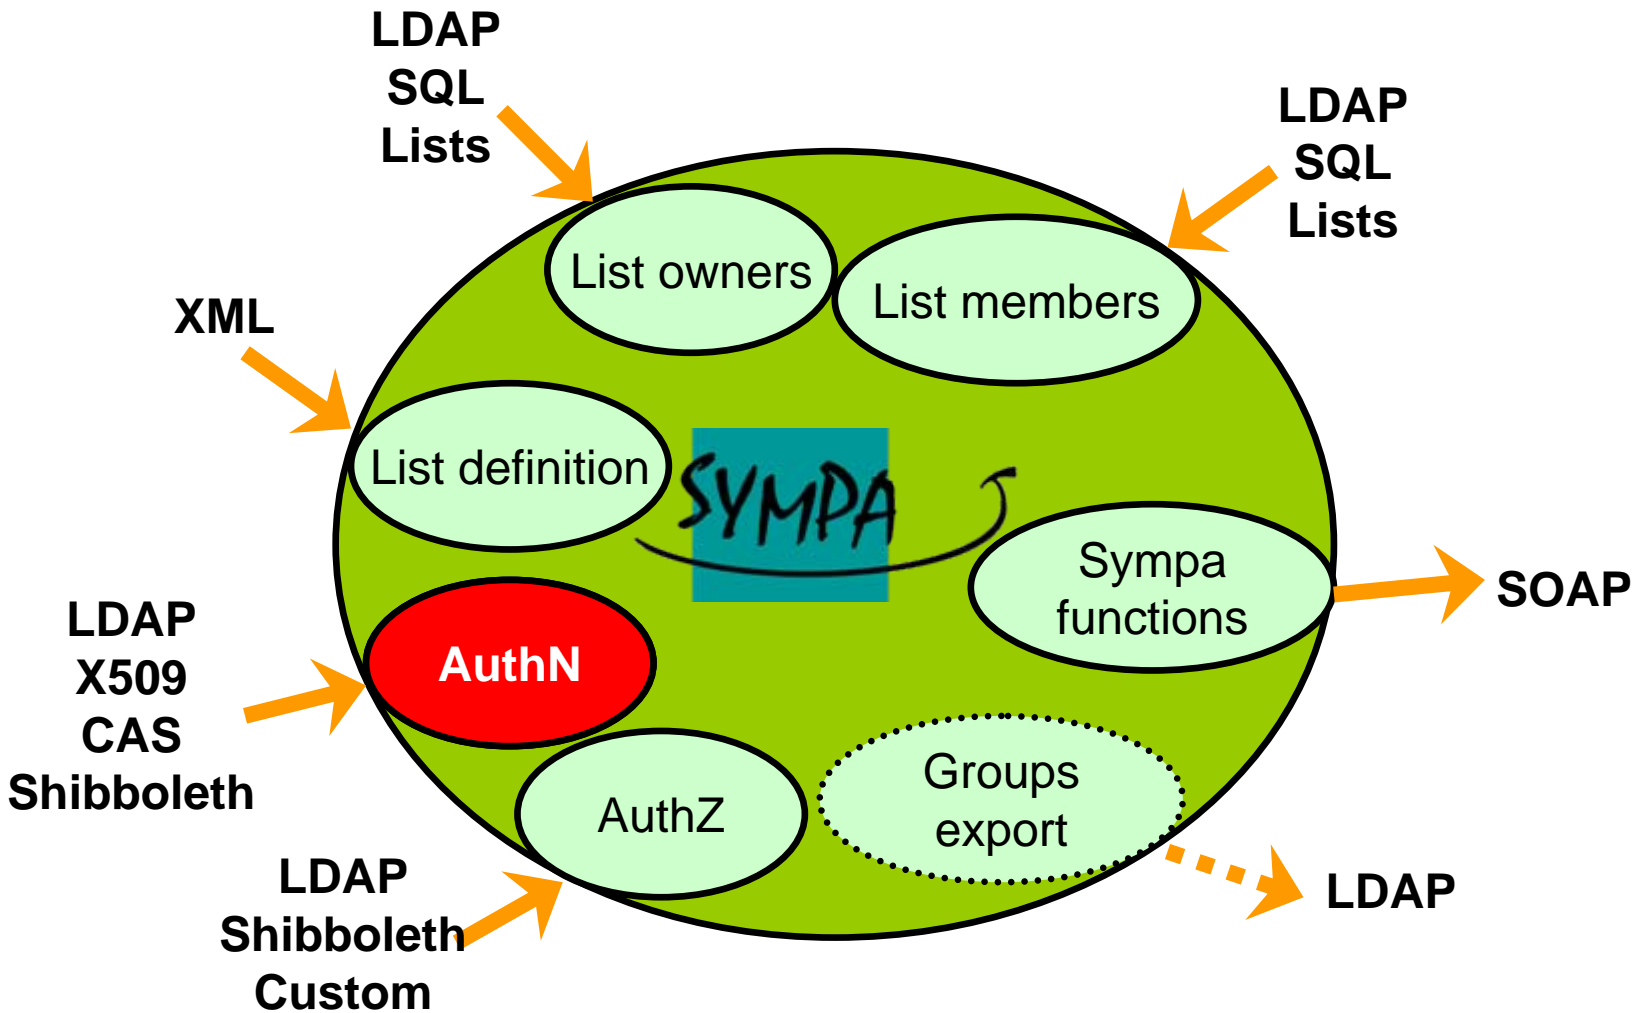 LDAP
SQL
Lists
LDAP
SQL
Lists
List owners
List members
XML
List definition
SYMPA
Sympa
functions
SOAP
LDAP
X509
CAS
Shibboleth
AuthN
AuthZ
Groups
export
LDAP
Shibboleth
Custom
LDAP